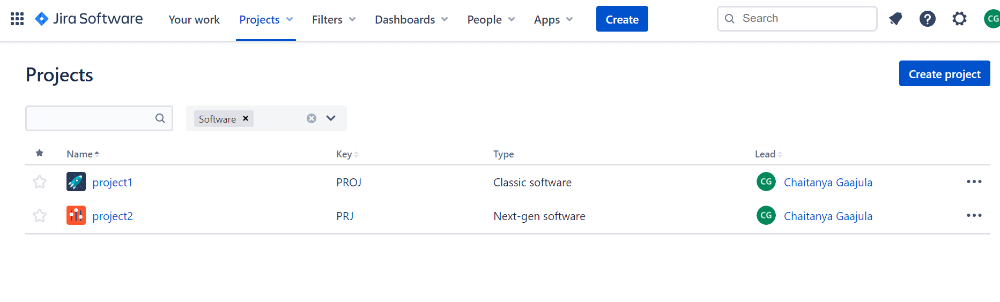 Jira Software Your work Projects Filters Dashboards People Apps Create Search CG
Projects Create project
Software
Name Key Type Lead
project1 PROJ Classic software CG Chaitanya Gaajula
project2 PRJ Next-gen software CG Chaitanya Gaajula